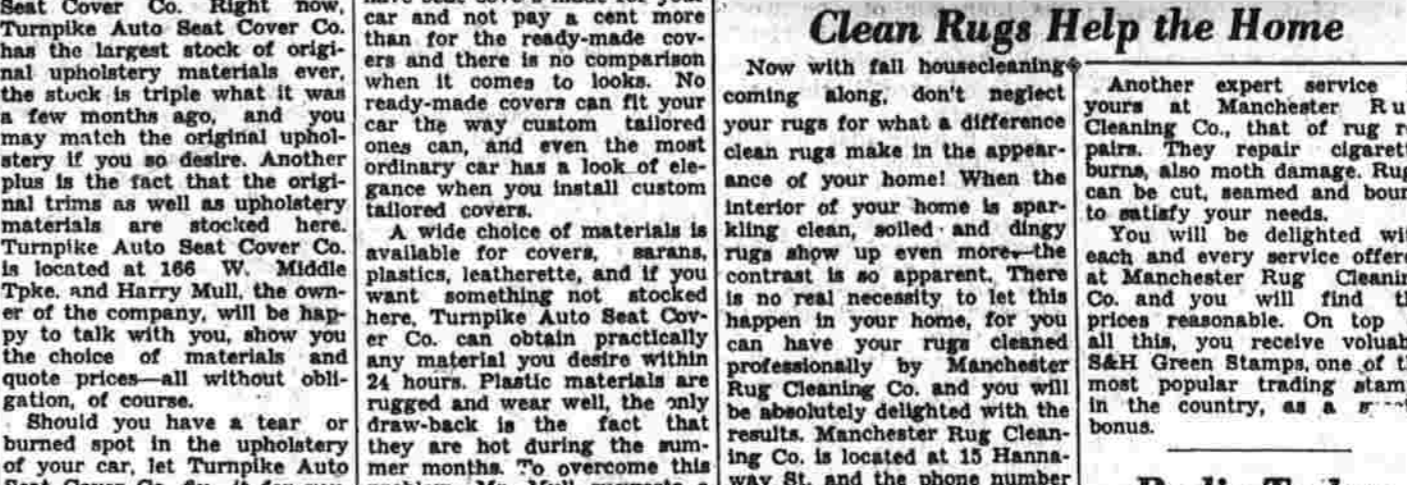 Seat Cover Co. Right now,
Turnpike Auto Seat Cover Co.
has the largest stock of origi-
nal upholstery materials ever,
the stock is triple what it was
a few months ago, and you
may match the original uphol-
stery if you so desire. Another
plus is the fact that the origi-
nal trims as well as upholstery
materials are stocked here.
Turnpike Auto Seat Cover Co.
is located at 166 W. Middle
Tpke. and Harry Mull, the own-
er of the company, will be hap-
py to talk with you, show you
the choice of materials and
quote prices—all without obli-
gation, of course.
Should you have a tear or
burned spot in the upholstery
of your car, let Turnpike Auto
Seat Cover Co.
car and not pay a cent more
than for the ready-made cov-
ers and there is no comparison
when it comes to looks. No
ready-made covers can fit your
car the way custom tailored
ones can, and even the most
ordinary car has a look of ele-
gance when you install custom
tailored covers.
A wide choice of materials is
available for covers, sarans,
plastics, leatherette, and if you
want something not stocked
here, Turnpike Auto Seat Cov-
er Co. can obtain practically
any material you desire within
24 hours. Plastic materials are
rugged and wear well, the only
draw-back is the fact that
they are hot during the sum-
mer months. To overcome this
Clean Rugs Help the Home
Now with fall housecleaning
coming along, don't neglect
your rugs for what a difference
clean rugs make in the appear-
ance of your home! When the
interior of your home is spar-
kling clean, soiled and dingy
rugs show up even more—the
contrast is so apparent. There
is no real necessity to let this
happen in your home, for you
can have your rugs cleaned
professionally by Manchester
Rug Cleaning Co. and you will
be absolutely delighted with the
results. Manchester Rug Clean-
ing Co. is located at 15 Hanna-
way St. and the phone number
Another expert service
yours at Manchester Ru
Cleaning Co., that of rug r
pairs. They repair cigarett
burns, also moth damage. Rug
can be cut, seamed and boun
to satisfy your needs.
You will be delighted wi
each and every service offere
at Manchester Rug Cleanin
Co. and you will find th
prices reasonable. On top
all this, you receive voluab
S&H Green Stamps, one of th
most popular trading stam
in the country, as a
bonus.